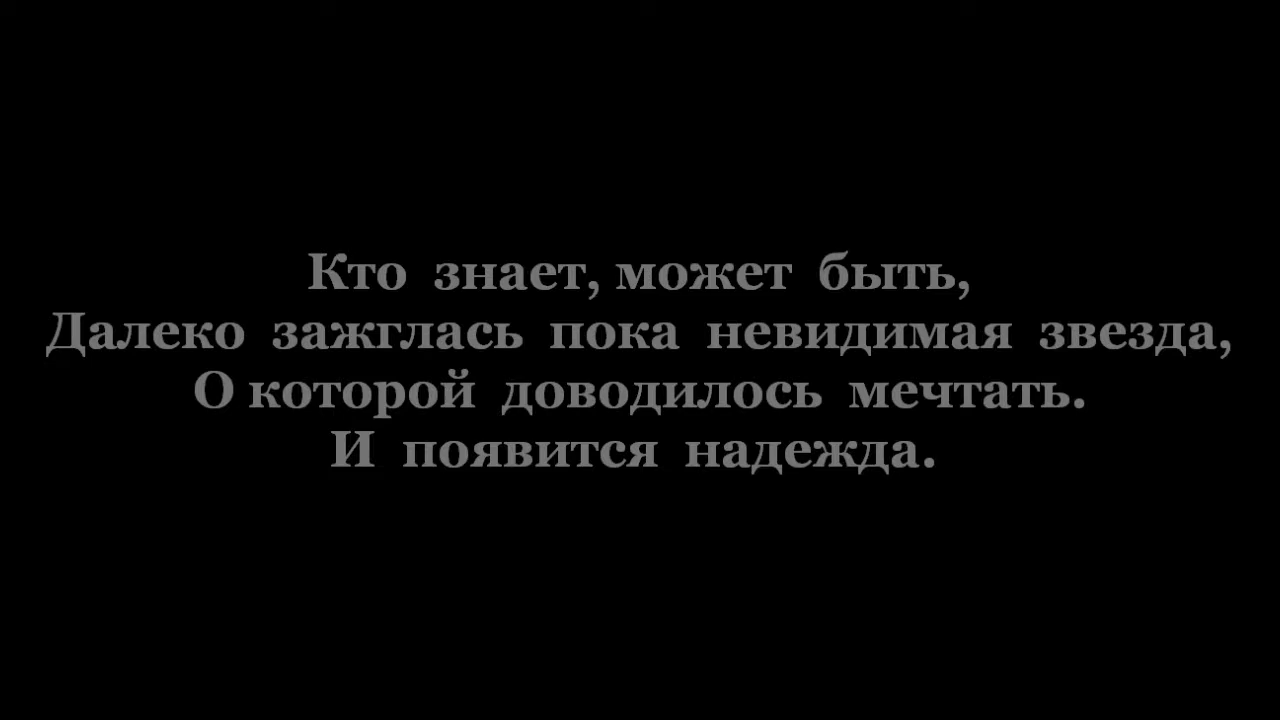 Кто знает, может быть,
Далеко зажглась пока невидимая звезда,
О которой доводилось мечтать.
И появится надежда.